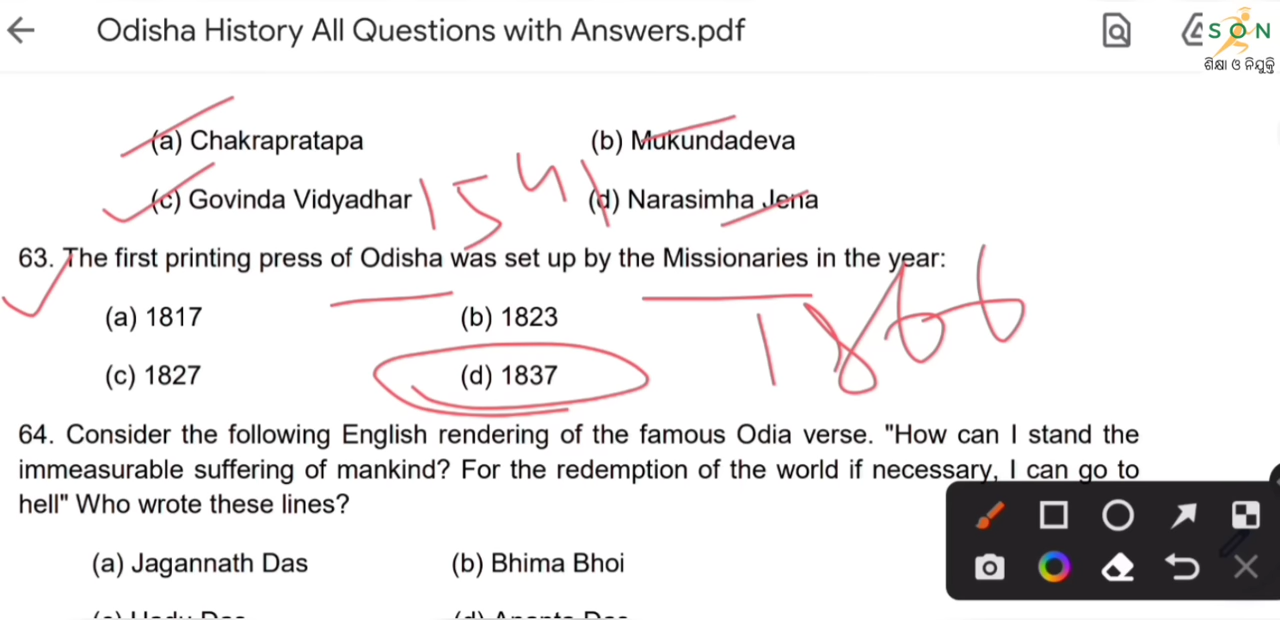 Odisha History All Questions with Answers.pdf
SON
ଶିକ୍ଷା ଓ ନିଯୁକ୍ତି
(a) Chakrapratapa (b) Mukundadeva
(c) Govinda Vidyadhar 1541 (d) Narasimha Jena
63. The first printing press of Odisha was set up by the Missionaries in the year:
(a) 1817 (b) 1823
1866
(c) 1827 (d) 1837
64. Consider the following English rendering of the famous Odia verse. "How can I stand the
immeasurable suffering of mankind? For the redemption of the world if necessary, I can go to
hell" Who wrote these lines?
(a) Jagannath Das (b) Bhima Bhoi